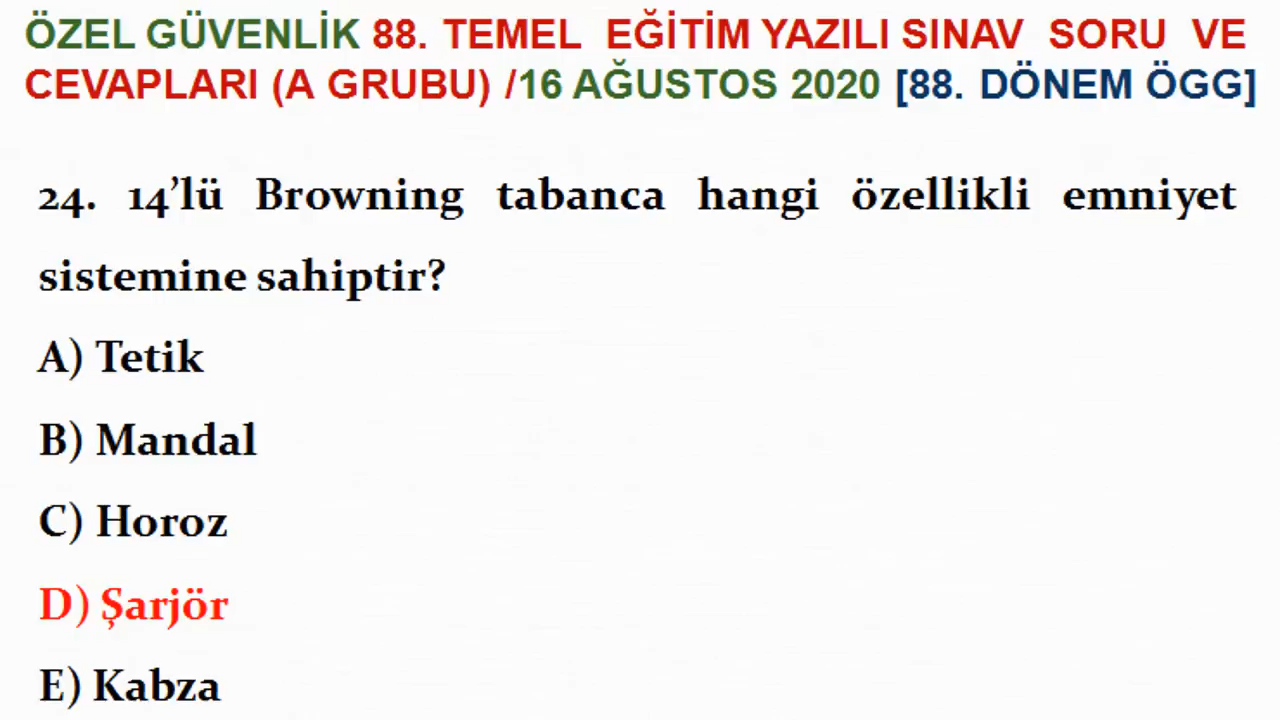 ÖZEL GÜVENLİK 88. TEMEL EĞİTİM YAZILI SINAV SORU VE
CEVAPLARI (A GRUBU) /16 AĞUSTOS 2020 [88. DÖNEM ÖGG]
24. 14’lü Browning tabanca hangi özellikli emniyet
sistemine sahiptir?
A) Tetik
B) Mandal
C) Horoz
D) Şarjör
E) Kabza